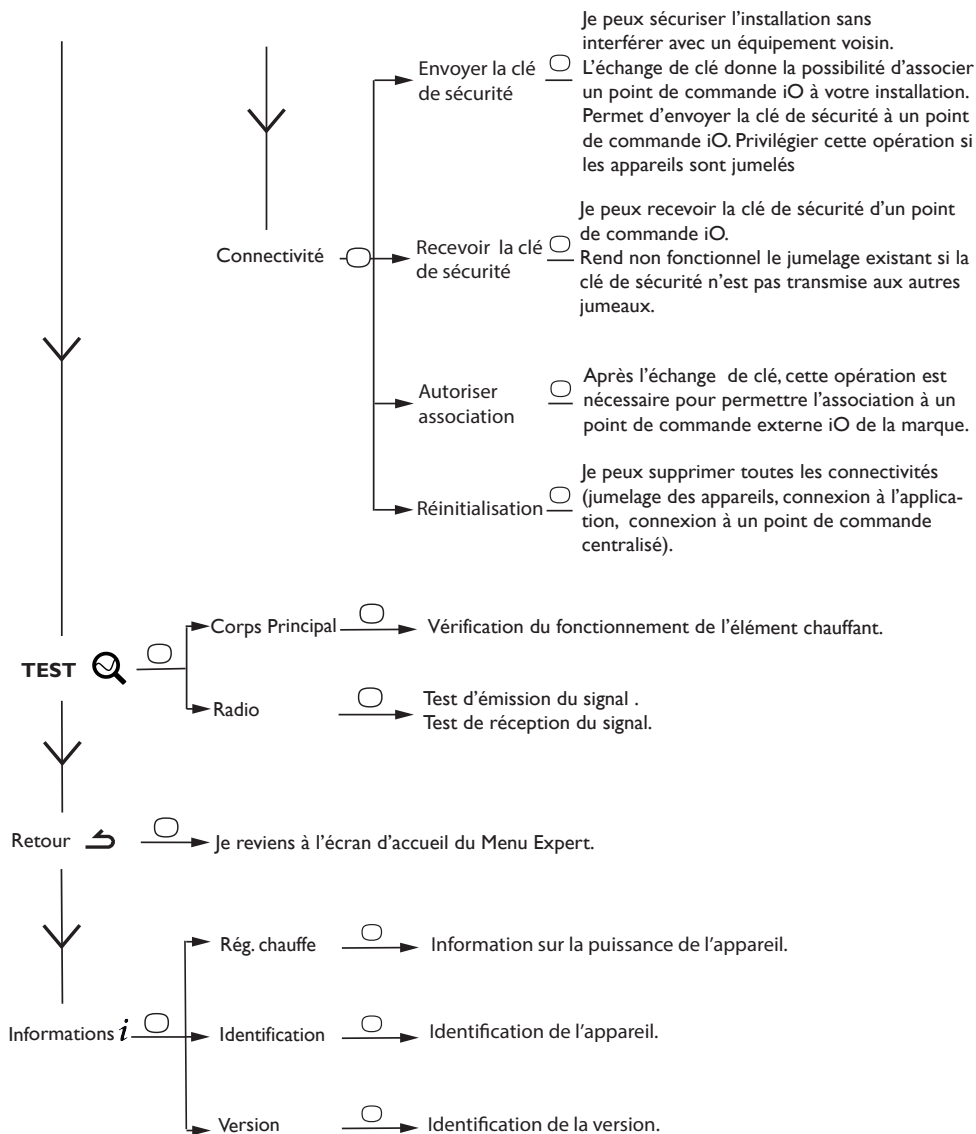 Je peux sécuriser l'installation sans
interférer avec un équipement voisin.
Envoyer la clé
de sécurité
L'échange de clé donne la possibilité d'associer
un point de commande iO à votre installation.
Permet d'envoyer la clé de sécurité à un point
de commande iO. Privilégier cette opération si
les appareils sont jumelés
Connectivité
Recevoir la clé
de sécurité
Je peux recevoir la clé de sécurité d'un point
de commande iO.
Rend non fonctionnel le jumelage existant si la
clé de sécurité n'est pas transmise aux autres
jumeaux.
Autoriser
association
Après l'échange de clé, cette opération est
nécessaire pour permettre l'association à un
point de commande externe iO de la marque.
Réinitialisation
Je peux supprimer toutes les connectivités
(jumelage des appareils, connexion à l'applica-
tion, connexion à un point de commande
centralisé).
TEST
Corps Principal
Vérification du fonctionnement de l'élément chauffant.
Radio
Test d'émission du signal .
Test de réception du signal.
Retour
Je reviens à l'écran d'accueil du Menu Expert.
Informations i
Rég. chauffe
Information sur la puissance de l'appareil.
Identification
Identification de l'appareil.
Version
Identification de la version.